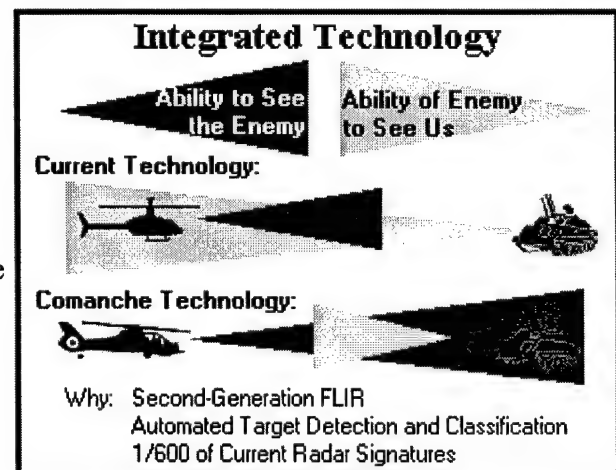 Integrated Technology
Ability to See
the Enemy
Ability of Enemy
to See Us
Current Technology:
Comanche Technology:
Why: Second-Generation FLIR
Automated Target Detection and Classification
1/600 of Current Radar Signatures